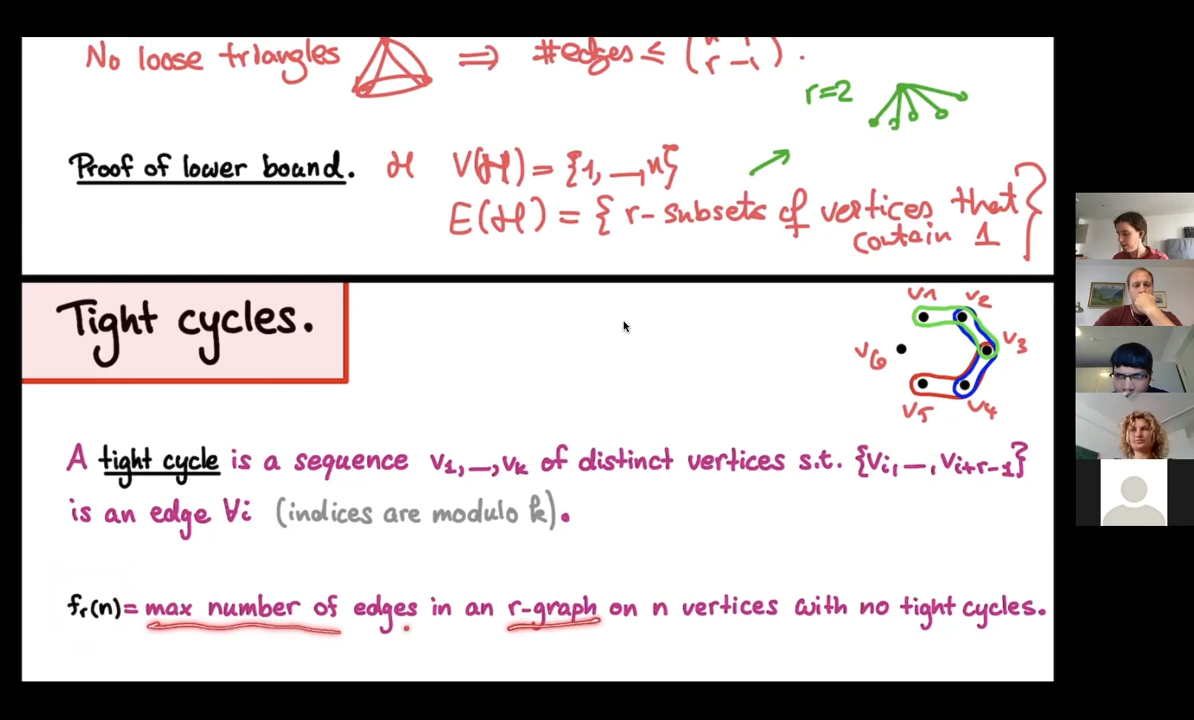 No loose triangles ⟹ #edges ≤ ( r-1 ).
r=2
Proof of lower bound. ℋ V(ℋ) = {1, —, n}
E(ℋ) = { r-subsets of vertices that contain 1 }
Tight cycles.
v1 v2
v6 v3
v5 v4
A tight cycle is a sequence v1, —, vk of distinct vertices s.t. {vi, —, vi+r-1}
is an edge ∀i (indices are modulo k).
fr(n)= max number of edges in an r-graph on n vertices with no tight cycles.